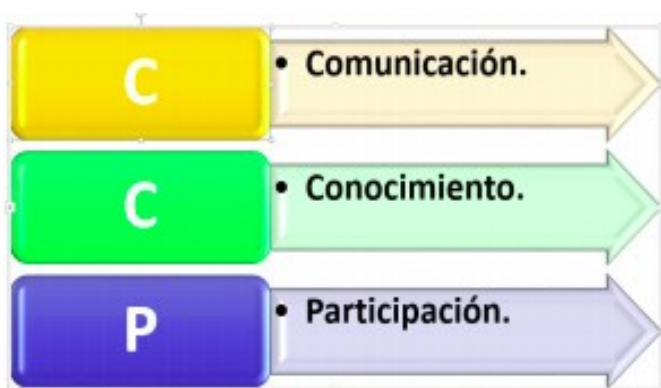 C
• Comunicación.
C
• Conocimiento.
P
• Participación.